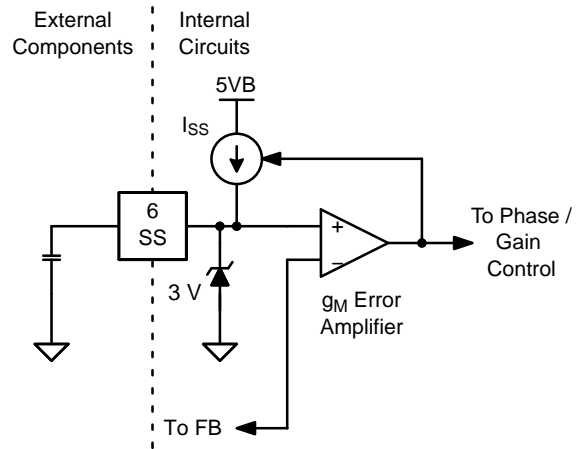 External
Components
Internal
Circuits
5VB
ISS
6
SS
+
−
3 V
gM Error
Amplifier
To Phase /
Gain
Control
To FB